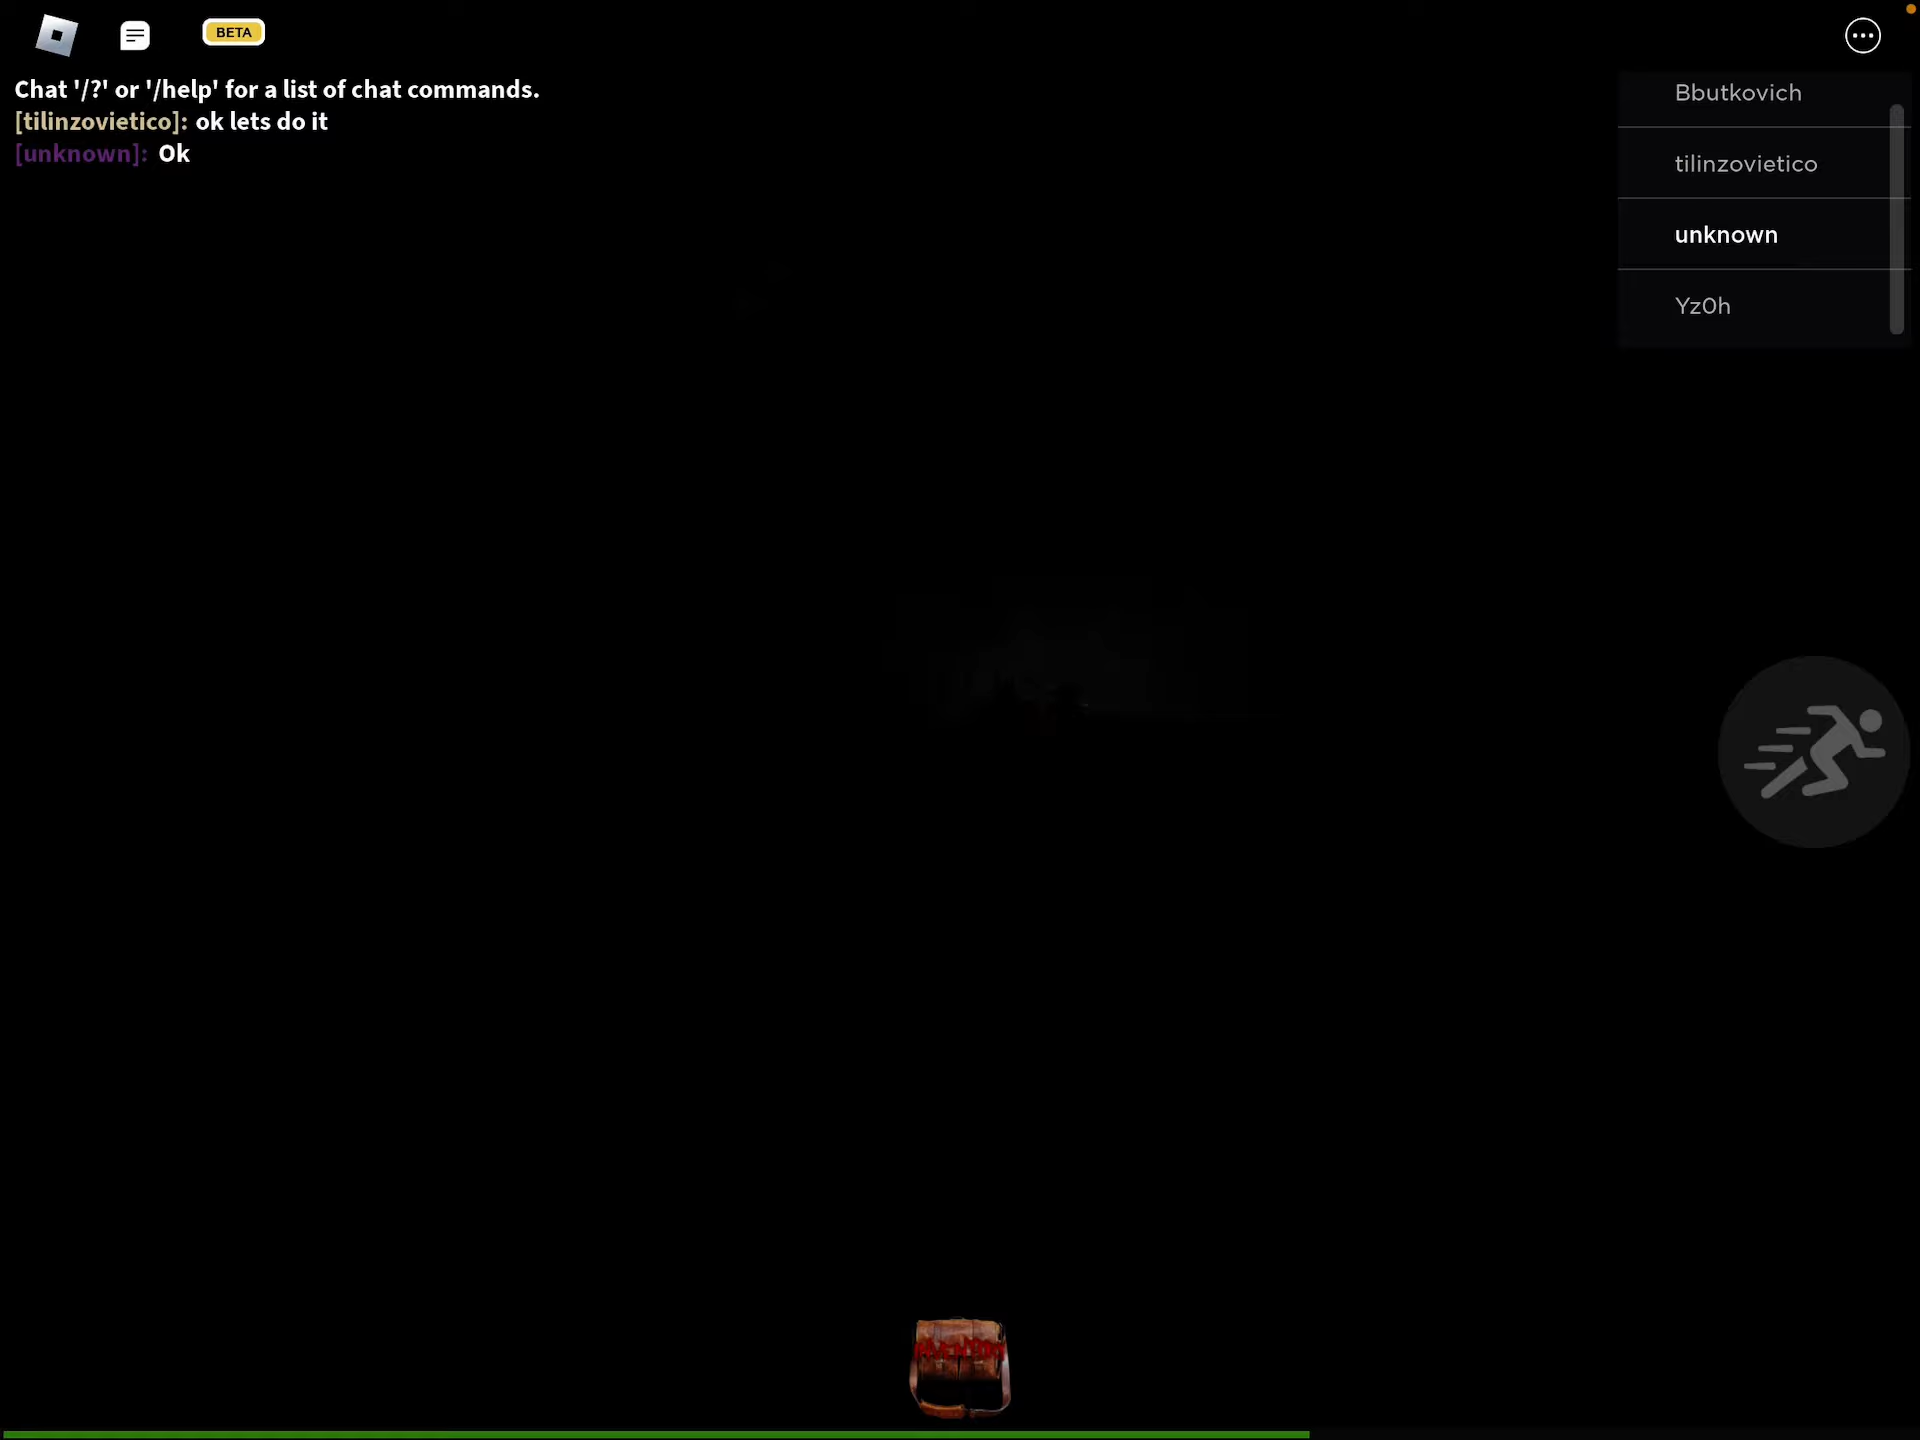 BETA
Chat '/?' or '/help' for a list of chat commands.
[tilinzovietico]: ok lets do it
[unknown]: Ok
Bbutkovich
tilinzovietico
unknown
Yz0h
INVENTORY